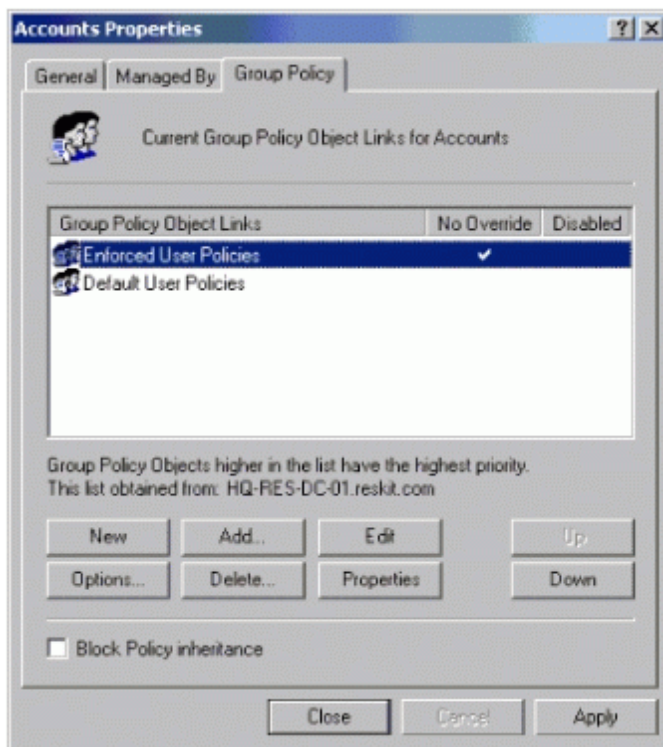 Accounts Properties
General Managed By Group Policy
Current Group Policy Object Links for Accounts
Group Policy Object Links No Override Disabled
Enforced User Policies
Default User Policies
Group Policy Objects higher in the list have the highest priority.
This list obtained from: HQ-RES-DC-01.reskit.com
New Add... Edit Up
Options... Delete... Properties Down
Block Policy inheritance
Close Cancel Apply